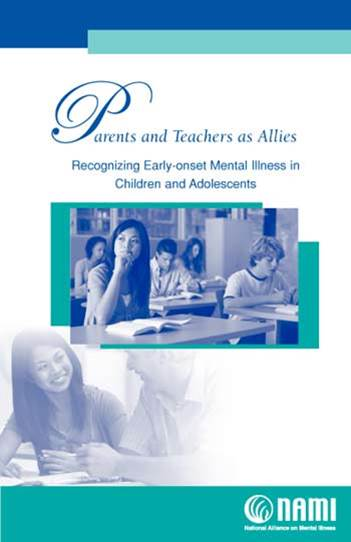 Parents and Teachers as Allies
Recognizing Early-onset Mental Illness in
Children and Adolescents
NAMI
National Alliance on Mental Illness